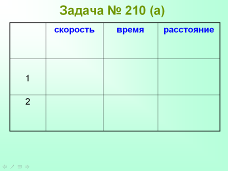 Задача № 210 (а)
скорость время расстояние
1
2